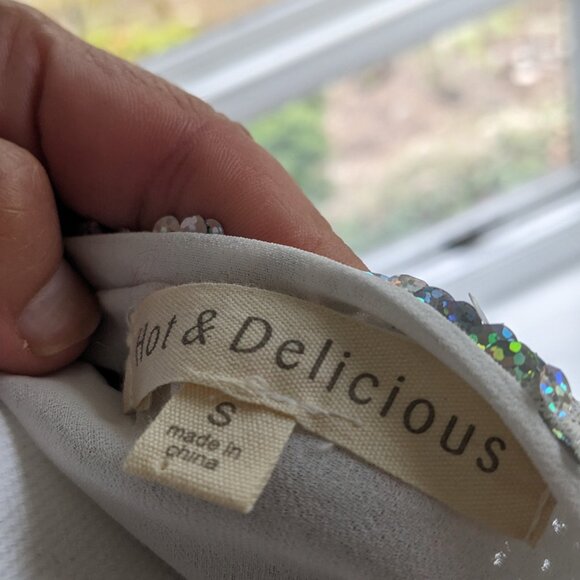 Hot & Delicious
S
made in
china